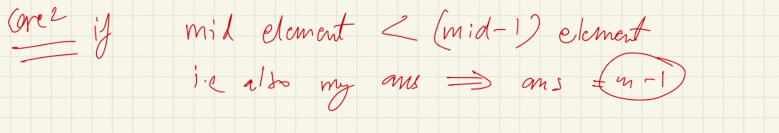 Case 2 if mid element < (mid-1) element
i.e also my ans ⇒ ans = m-1